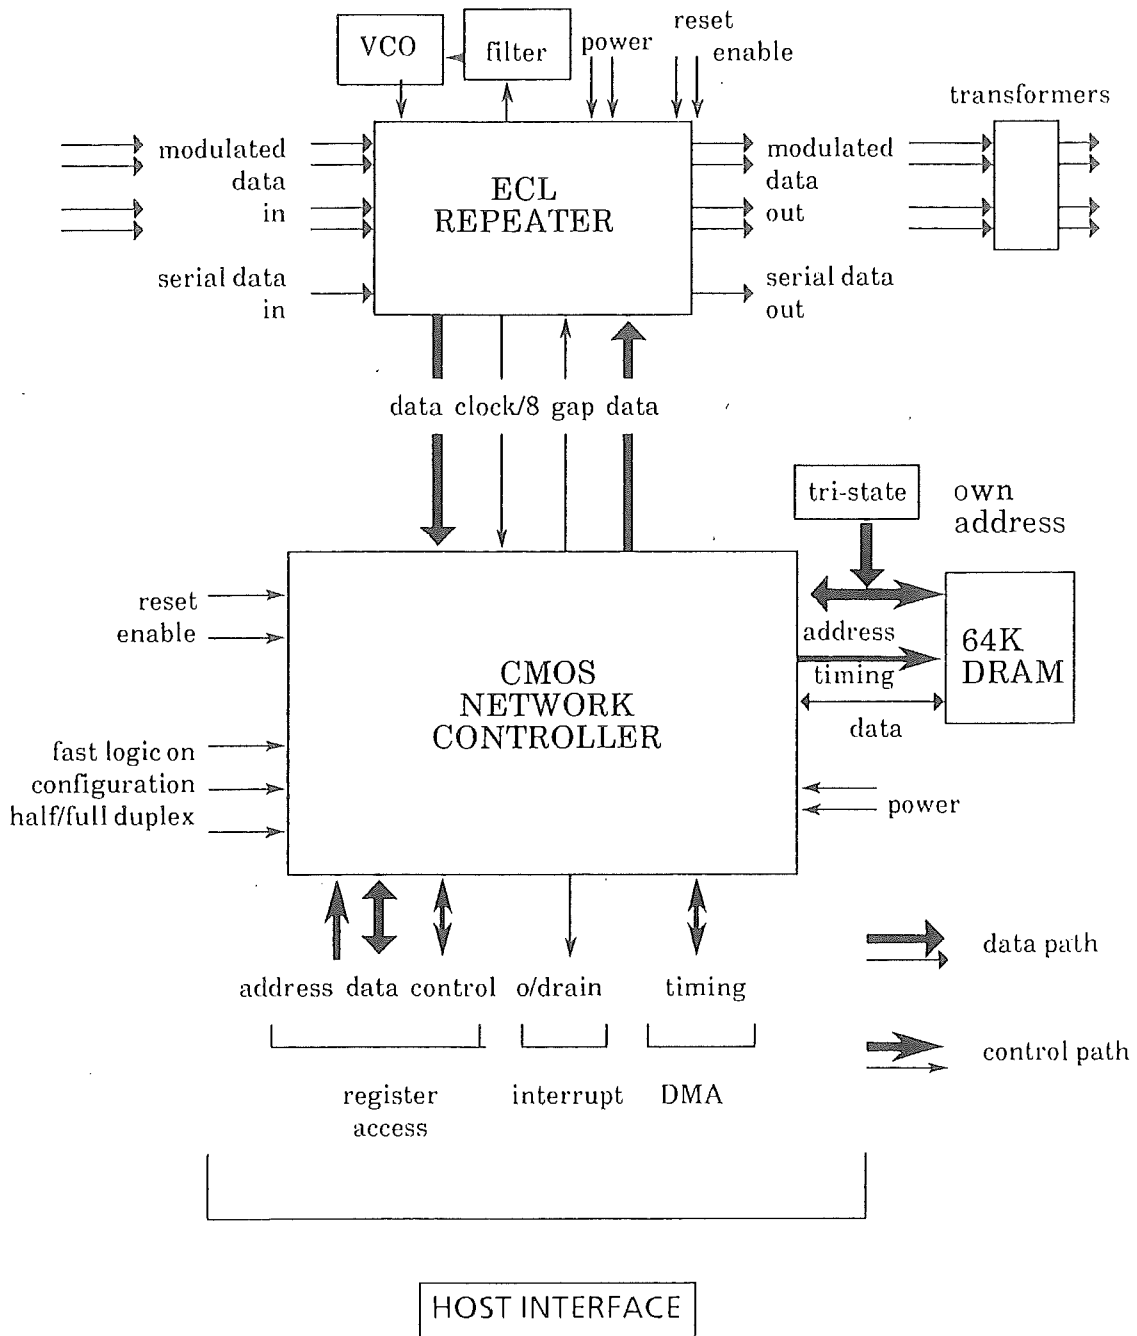 VCO
filter
power
reset
enable
transformers
modulated
data
in
ECL
REPEATER
modulated
data
out
serial data
in
serial data
out
data clock/8 gap data
tri-state
own
address
reset
enable
address
64K
DRAM
timing
data
CMOS
NETWORK
CONTROLLER
fast logic on
configuration
half/full duplex
power
address data control o/drain timing
data path
control path
register
access
interrupt
DMA
HOST INTERFACE